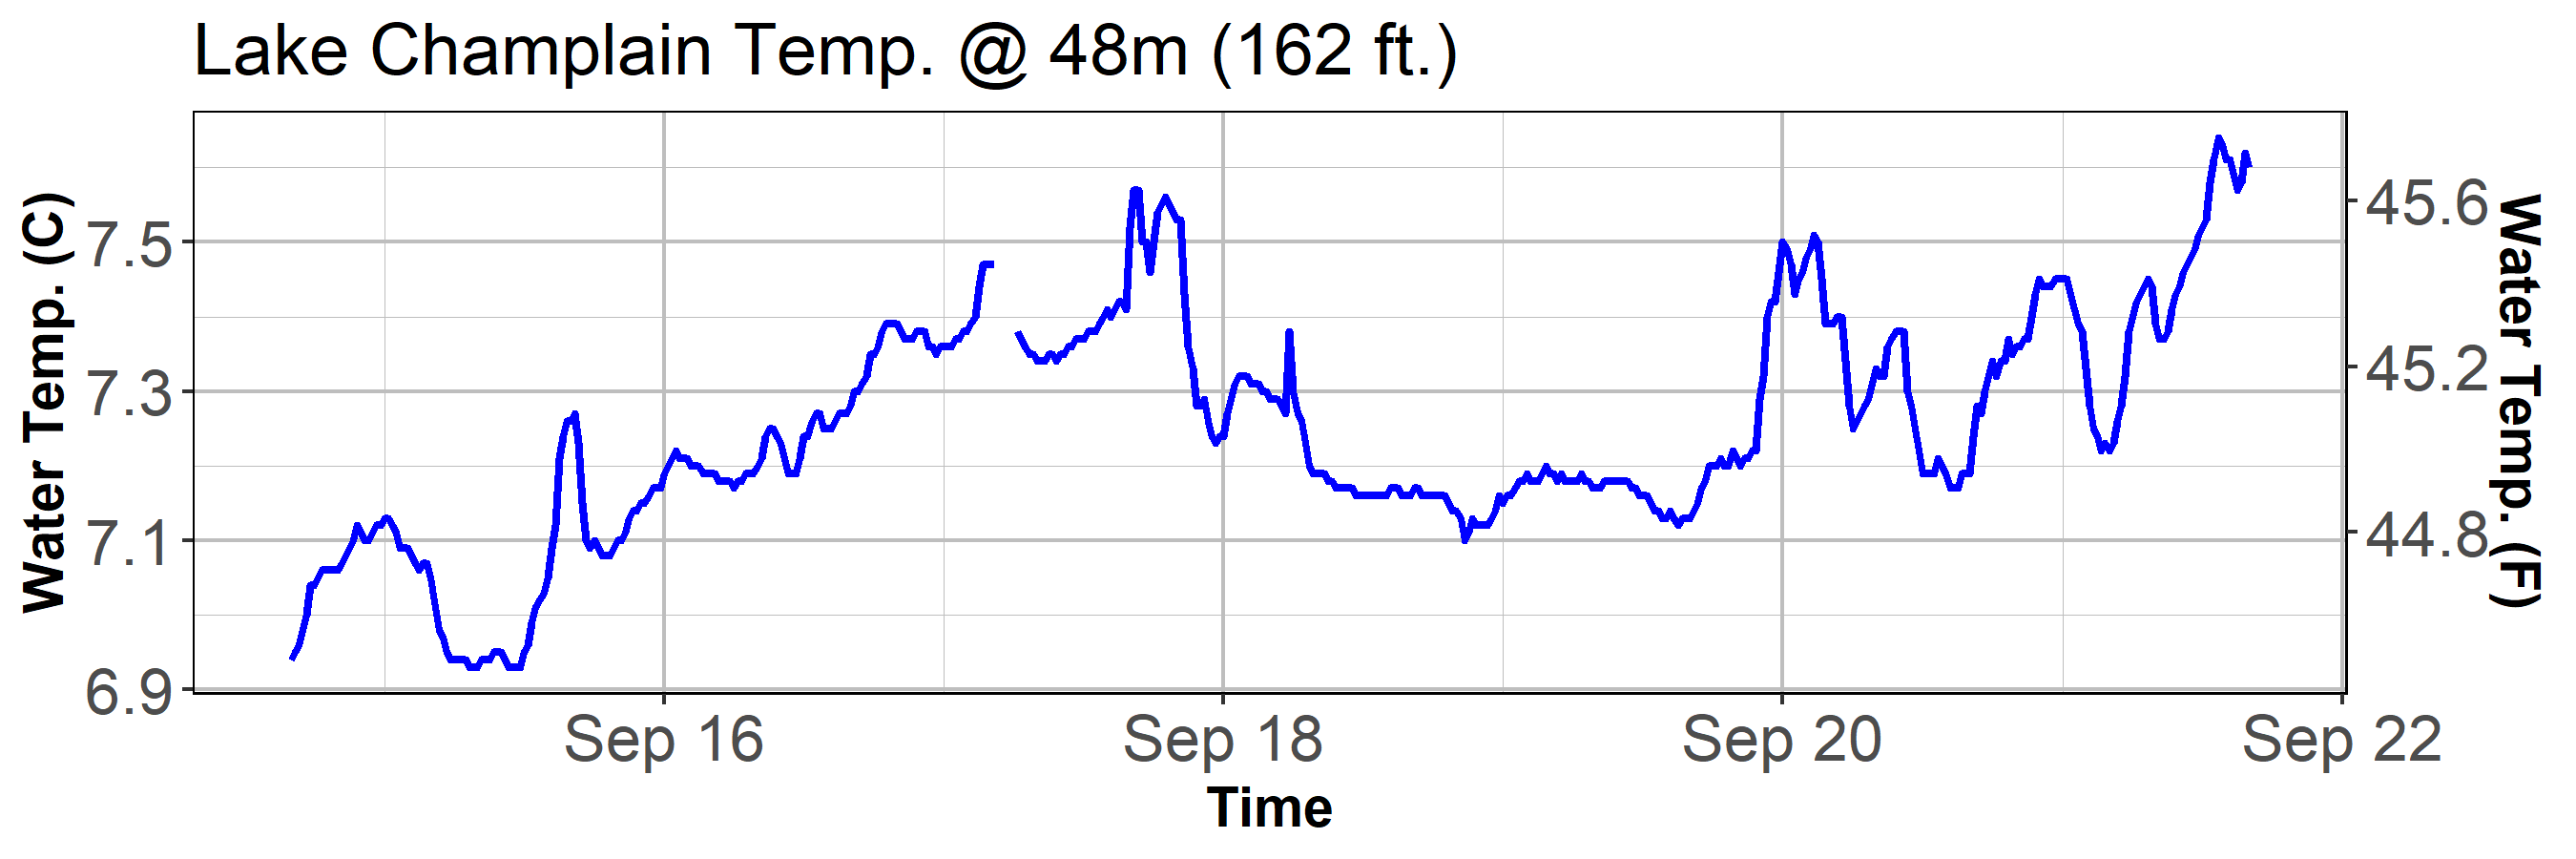 Lake Champlain Temp. @ 48m (162 ft.)
Water Temp. (C)
7.5
7.3
7.1
6.9
45.6
45.2
44.8
Water Temp. (F)
Sep 16
Sep 18
Sep 20
Sep 22
Time